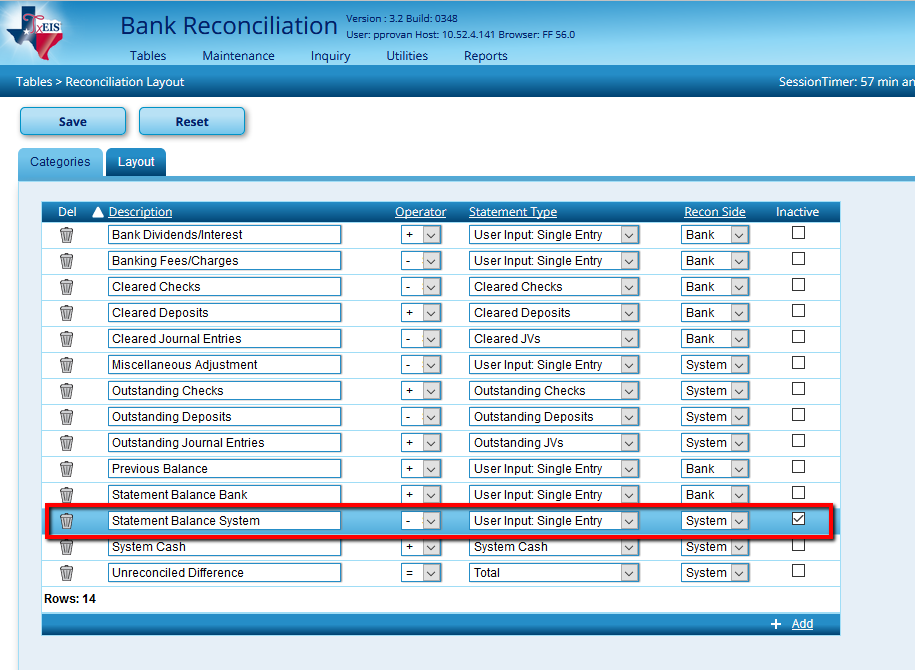 TxEIS
Bank Reconciliation
Version : 3.2 Build: 0348
User: pprovan Host: 10.52.4.141 Browser: FF 56.0
Tables Maintenance Inquiry Utilities Reports
Tables > Reconciliation Layout SessionTimer: 57 min an
Save Reset
Categories Layout
Del Description Operator Statement Type Recon Side Inactive
Bank Dividends/Interest + User Input: Single Entry Bank
Banking Fees/Charges - User Input: Single Entry Bank
Cleared Checks - Cleared Checks Bank
Cleared Deposits + Cleared Deposits Bank
Cleared Journal Entries - Cleared JVs Bank
Miscellaneous Adjustment - User Input: Single Entry System
Outstanding Checks + Outstanding Checks System
Outstanding Deposits - Outstanding Deposits System
Outstanding Journal Entries + Outstanding JVs System
Previous Balance + User Input: Single Entry Bank
Statement Balance Bank + User Input: Single Entry Bank
Statement Balance System - User Input: Single Entry System
System Cash + System Cash System
Unreconciled Difference = Total System
Rows: 14
+ Add